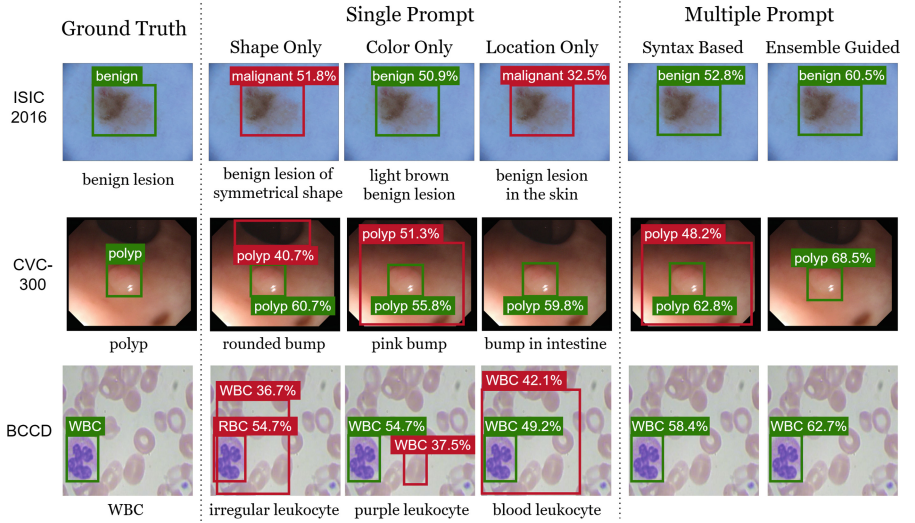 Ground Truth
Single Prompt
Multiple Prompt
Shape Only
Color Only
Location Only
Syntax Based
Ensemble Guided
ISIC
2016
benign
malignant 51.8%
benign 50.9%
malignant 32.5%
benign 52.8%
benign 60.5%
benign lesion
benign lesion of
symmetrical shape
light brown
benign lesion
benign lesion
in the skin
CVC-
300
polyp
polyp 40.7%
polyp 60.7%
polyp 51.3%
polyp 55.8%
polyp 59.8%
polyp 48.2%
polyp 62.8%
polyp 68.5%
polyp
rounded bump
pink bump
bump in intestine
BCCD
WBC
WBC 36.7%
RBC 54.7%
WBC 54.7%
WBC 37.5%
WBC 42.1%
WBC 49.2%
WBC 58.4%
WBC 62.7%
WBC
irregular leukocyte
purple leukocyte
blood leukocyte